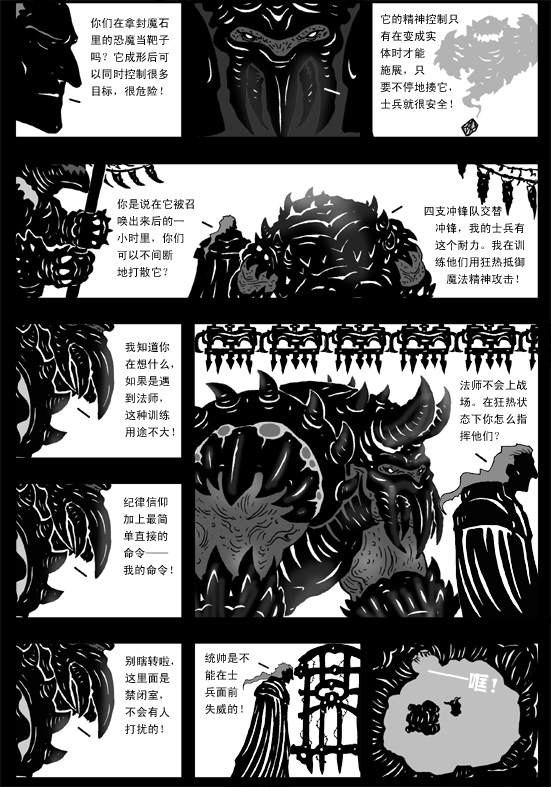 你们在拿封魔石
里的恐魔当靶子
吗？它成形后可
以同时控制很多
目标，很危险！
它的精神控制只
有在变成实
体时才能
施展，只
要不停地揍它，
士兵就很安全！
你是说在它被召
唤出来后的一
小时里，你们
可以不间断
地打散它？
四支冲锋队交替
冲锋，我的士兵有
这个耐力。我在训
练他们用狂热抵御
魔法精神攻击！
我知道你
在想什么，
如果是遇
到法师，
这种训练
用途不大！
法师不会上战
场。在狂热状
态下你怎么指
挥他们？
纪律信仰
加上最简
单直接的
命令——
我的命令！
别瞎转啦，
这里面是
禁闭室，
不会有人
打扰的！
统帅是不
能在士
兵面前
失威的！
——哐！